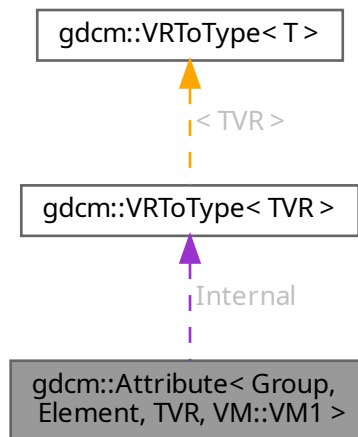 gdcm::VRToType< T >
< TVR >
gdcm::VRToType< TVR >
Internal
gdcm::Attribute< Group,
Element, TVR, VM::VM1 >